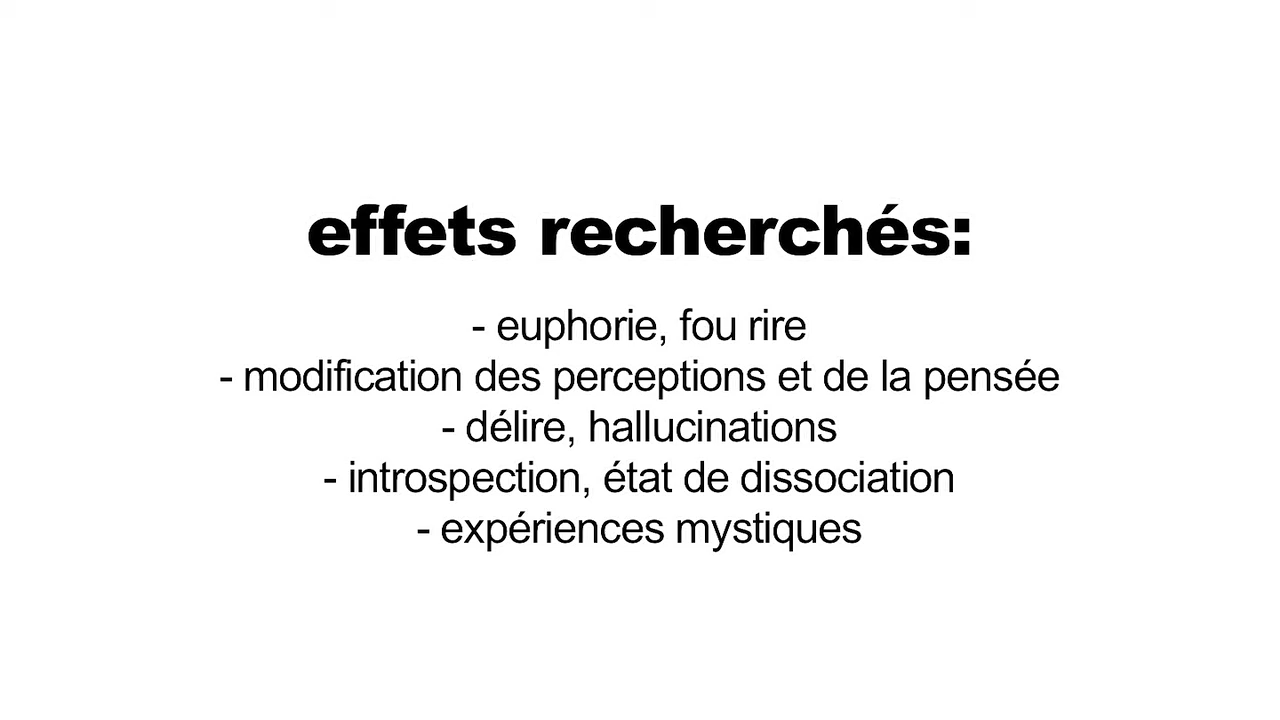 effets recherchés:
- euphorie, fou rire
- modification des perceptions et de la pensée
- délire, hallucinations
- introspection, état de dissociation
- expériences mystiques